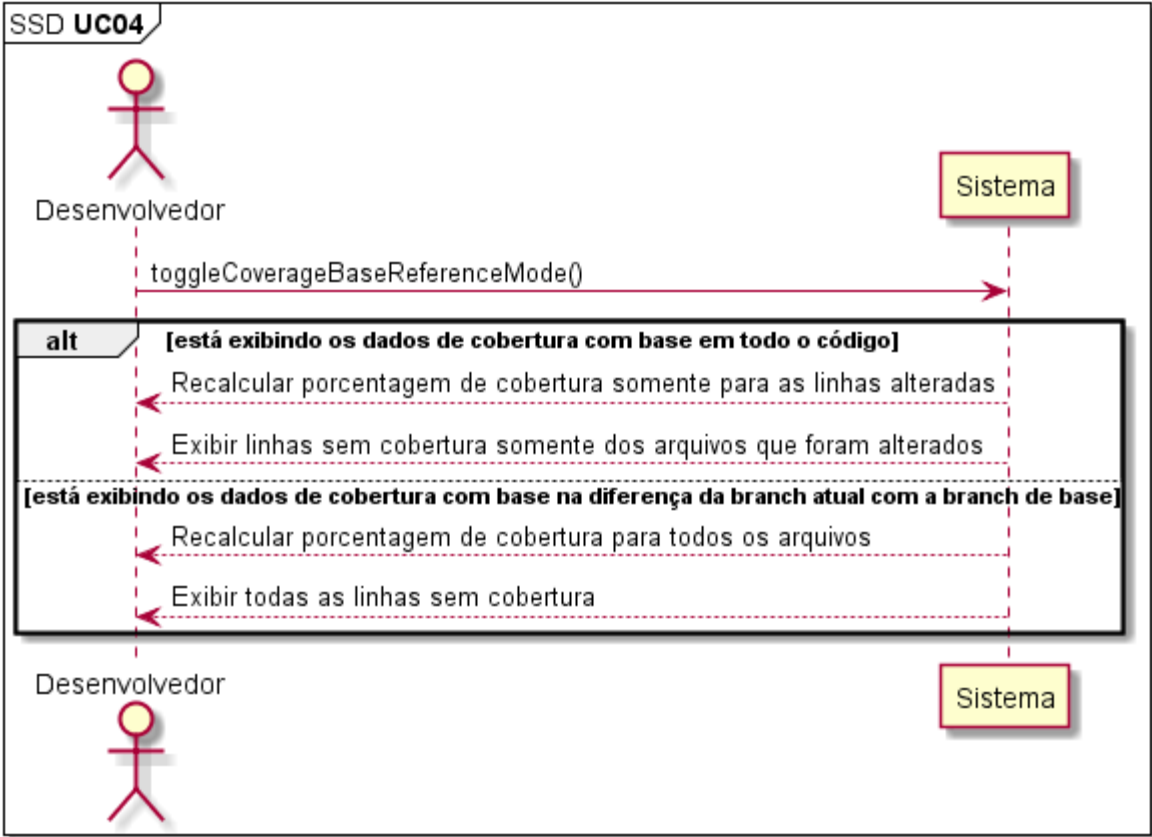 SSD UC04
Desenvolvedor
Sistema
toggleCoverageBaseReferenceMode()
alt [está exibindo os dados de cobertura com base em todo o código]
Recalcular porcentagem de cobertura somente para as linhas alteradas
Exibir linhas sem cobertura somente dos arquivos que foram alterados
[está exibindo os dados de cobertura com base na diferença da branch atual com a branch de base]
Recalcular porcentagem de cobertura para todos os arquivos
Exibir todas as linhas sem cobertura
Desenvolvedor
Sistema